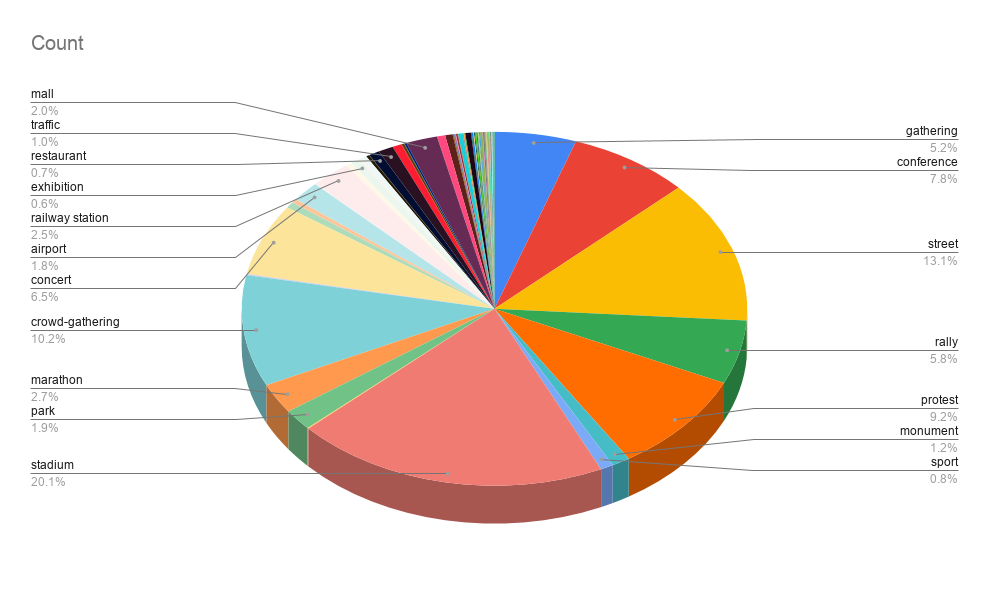 Count
mall
2.0%
traffic
1.0%
restaurant
0.7%
exhibition
0.6%
railway station
2.5%
airport
1.8%
concert
6.5%
crowd-gathering
10.2%
marathon
2.7%
park
1.9%
stadium
20.1%
gathering
5.2%
conference
7.8%
street
13.1%
rally
5.8%
protest
9.2%
monument
1.2%
sport
0.8%